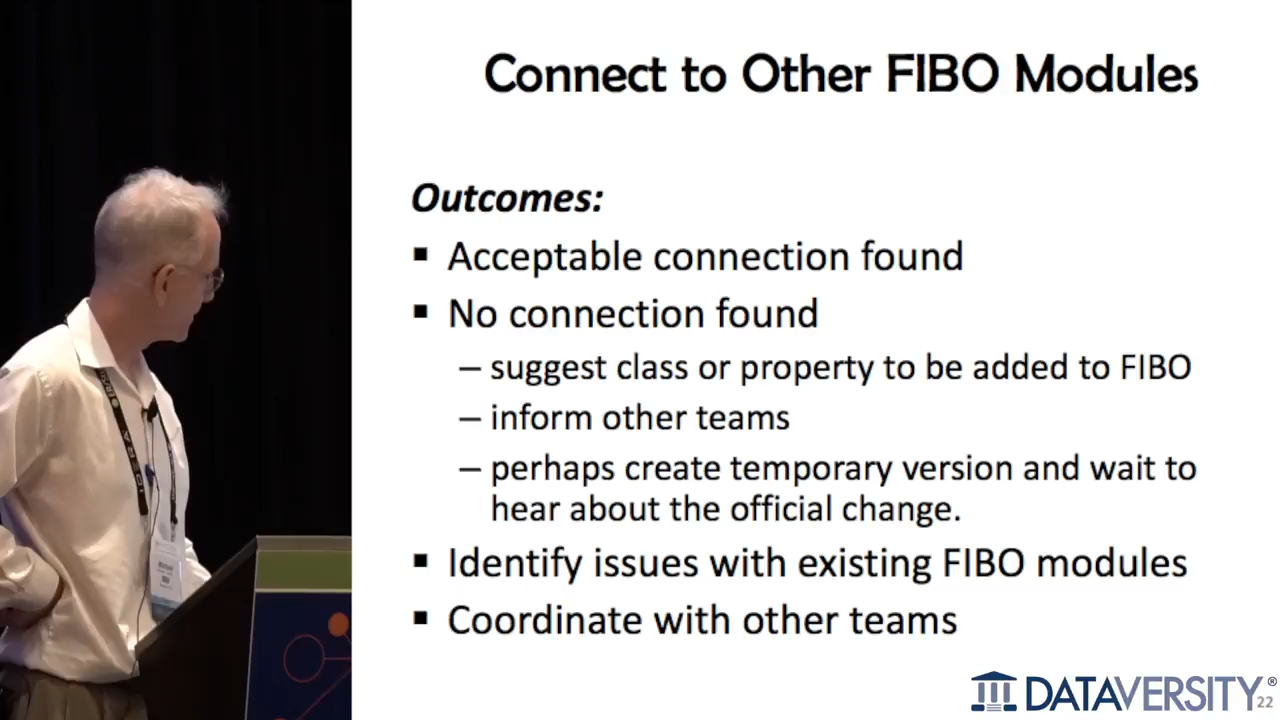 Connect to Other FIBO Modules
Outcomes:
▪ Acceptable connection found
▪ No connection found
– suggest class or property to be added to FIBO
– inform other teams
– perhaps create temporary version and wait to
hear about the official change.
▪ Identify issues with existing FIBO modules
▪ Coordinate with other teams
DATAVERSITY®
22